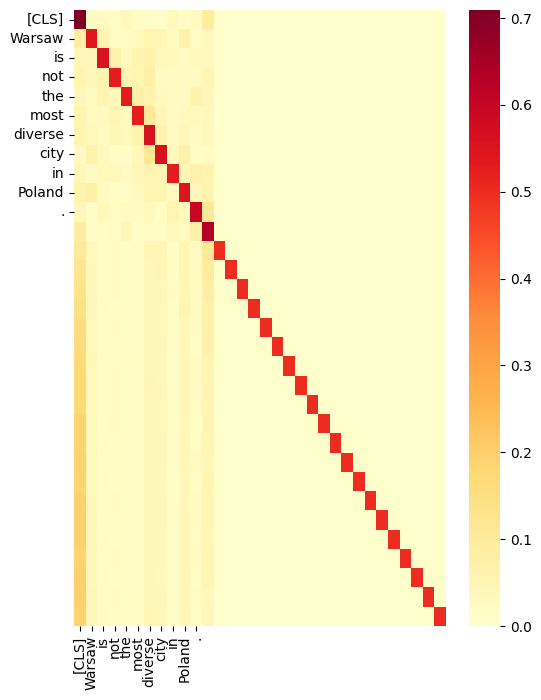 [CLS]
Warsaw
is
not
the
most
diverse
city
in
Poland
.
[CLS]
Warsaw
is
not
the
most
diverse
city
in
Poland
.
0.7
0.6
0.5
0.4
0.3
0.2
0.1
0.0